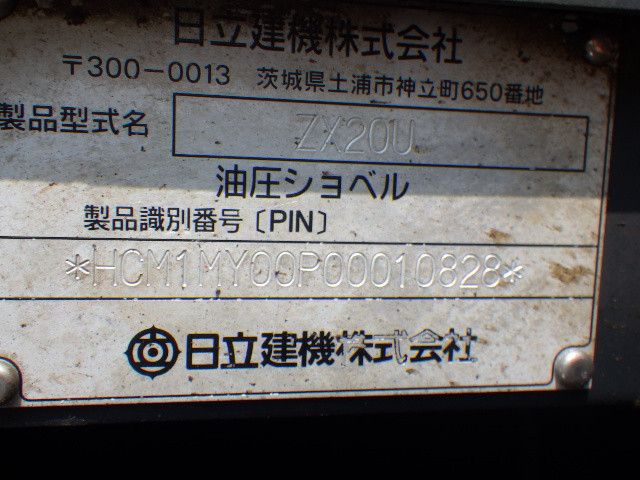 日立建機株式会社
〒300-0013 茨城県土浦市神立町650番地
製品型式名 ZX20U
油圧ショベル
製品識別番号〔PIN〕
*HCM1MY00P00010828*
日立建機株式会社